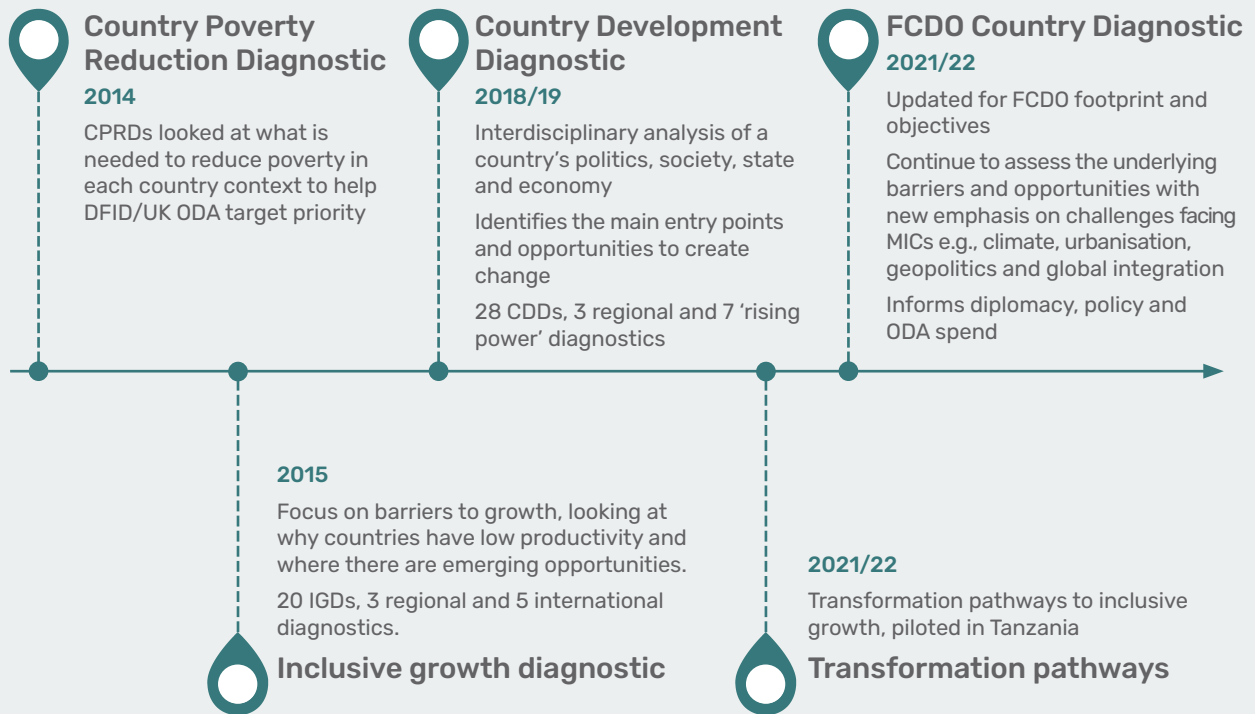 Country Poverty
Reduction Diagnostic
2014
CPRDs looked at what is
needed to reduce poverty in
each country context to help
DFID/UK ODA target priority
Country Development
Diagnostic
2018/19
Interdisciplinary analysis of a
country's politics, society, state
and economy
Identifies the main entry points
and opportunities to create
change
28 CDDs, 3 regional and 7 ‘rising
power’ diagnostics
FCDO Country Diagnostic
2021/22
Updated for FCDO footprint and
objectives
Continue to assess the underlying
barriers and opportunities with
new emphasis on challenges facing
MICs e.g., climate, urbanisation,
geopolitics and global integration
Informs diplomacy, policy and
ODA spend
2015
Focus on barriers to growth, looking at
why countries have low productivity and
where there are emerging opportunities.
20 IGDs, 3 regional and 5 international
diagnostics.
Inclusive growth diagnostic
2021/22
Transformation pathways to inclusive
growth, piloted in Tanzania
Transformation pathways